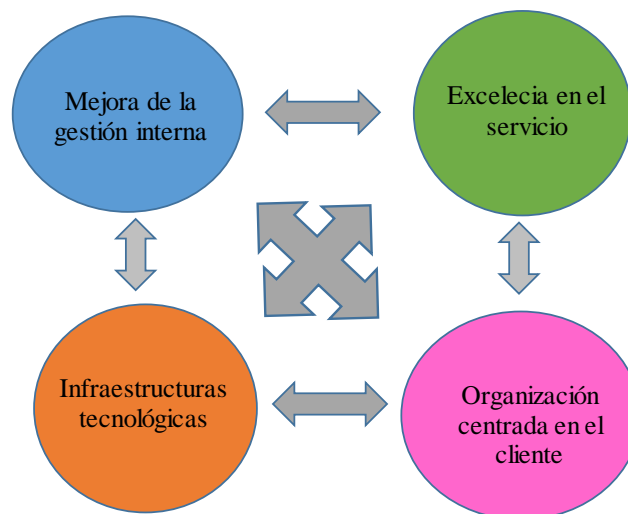 Mejora de la
gestión interna
Excelecia en el
servicio
Infraestructuras
tecnológicas
Organización
centrada en el
cliente